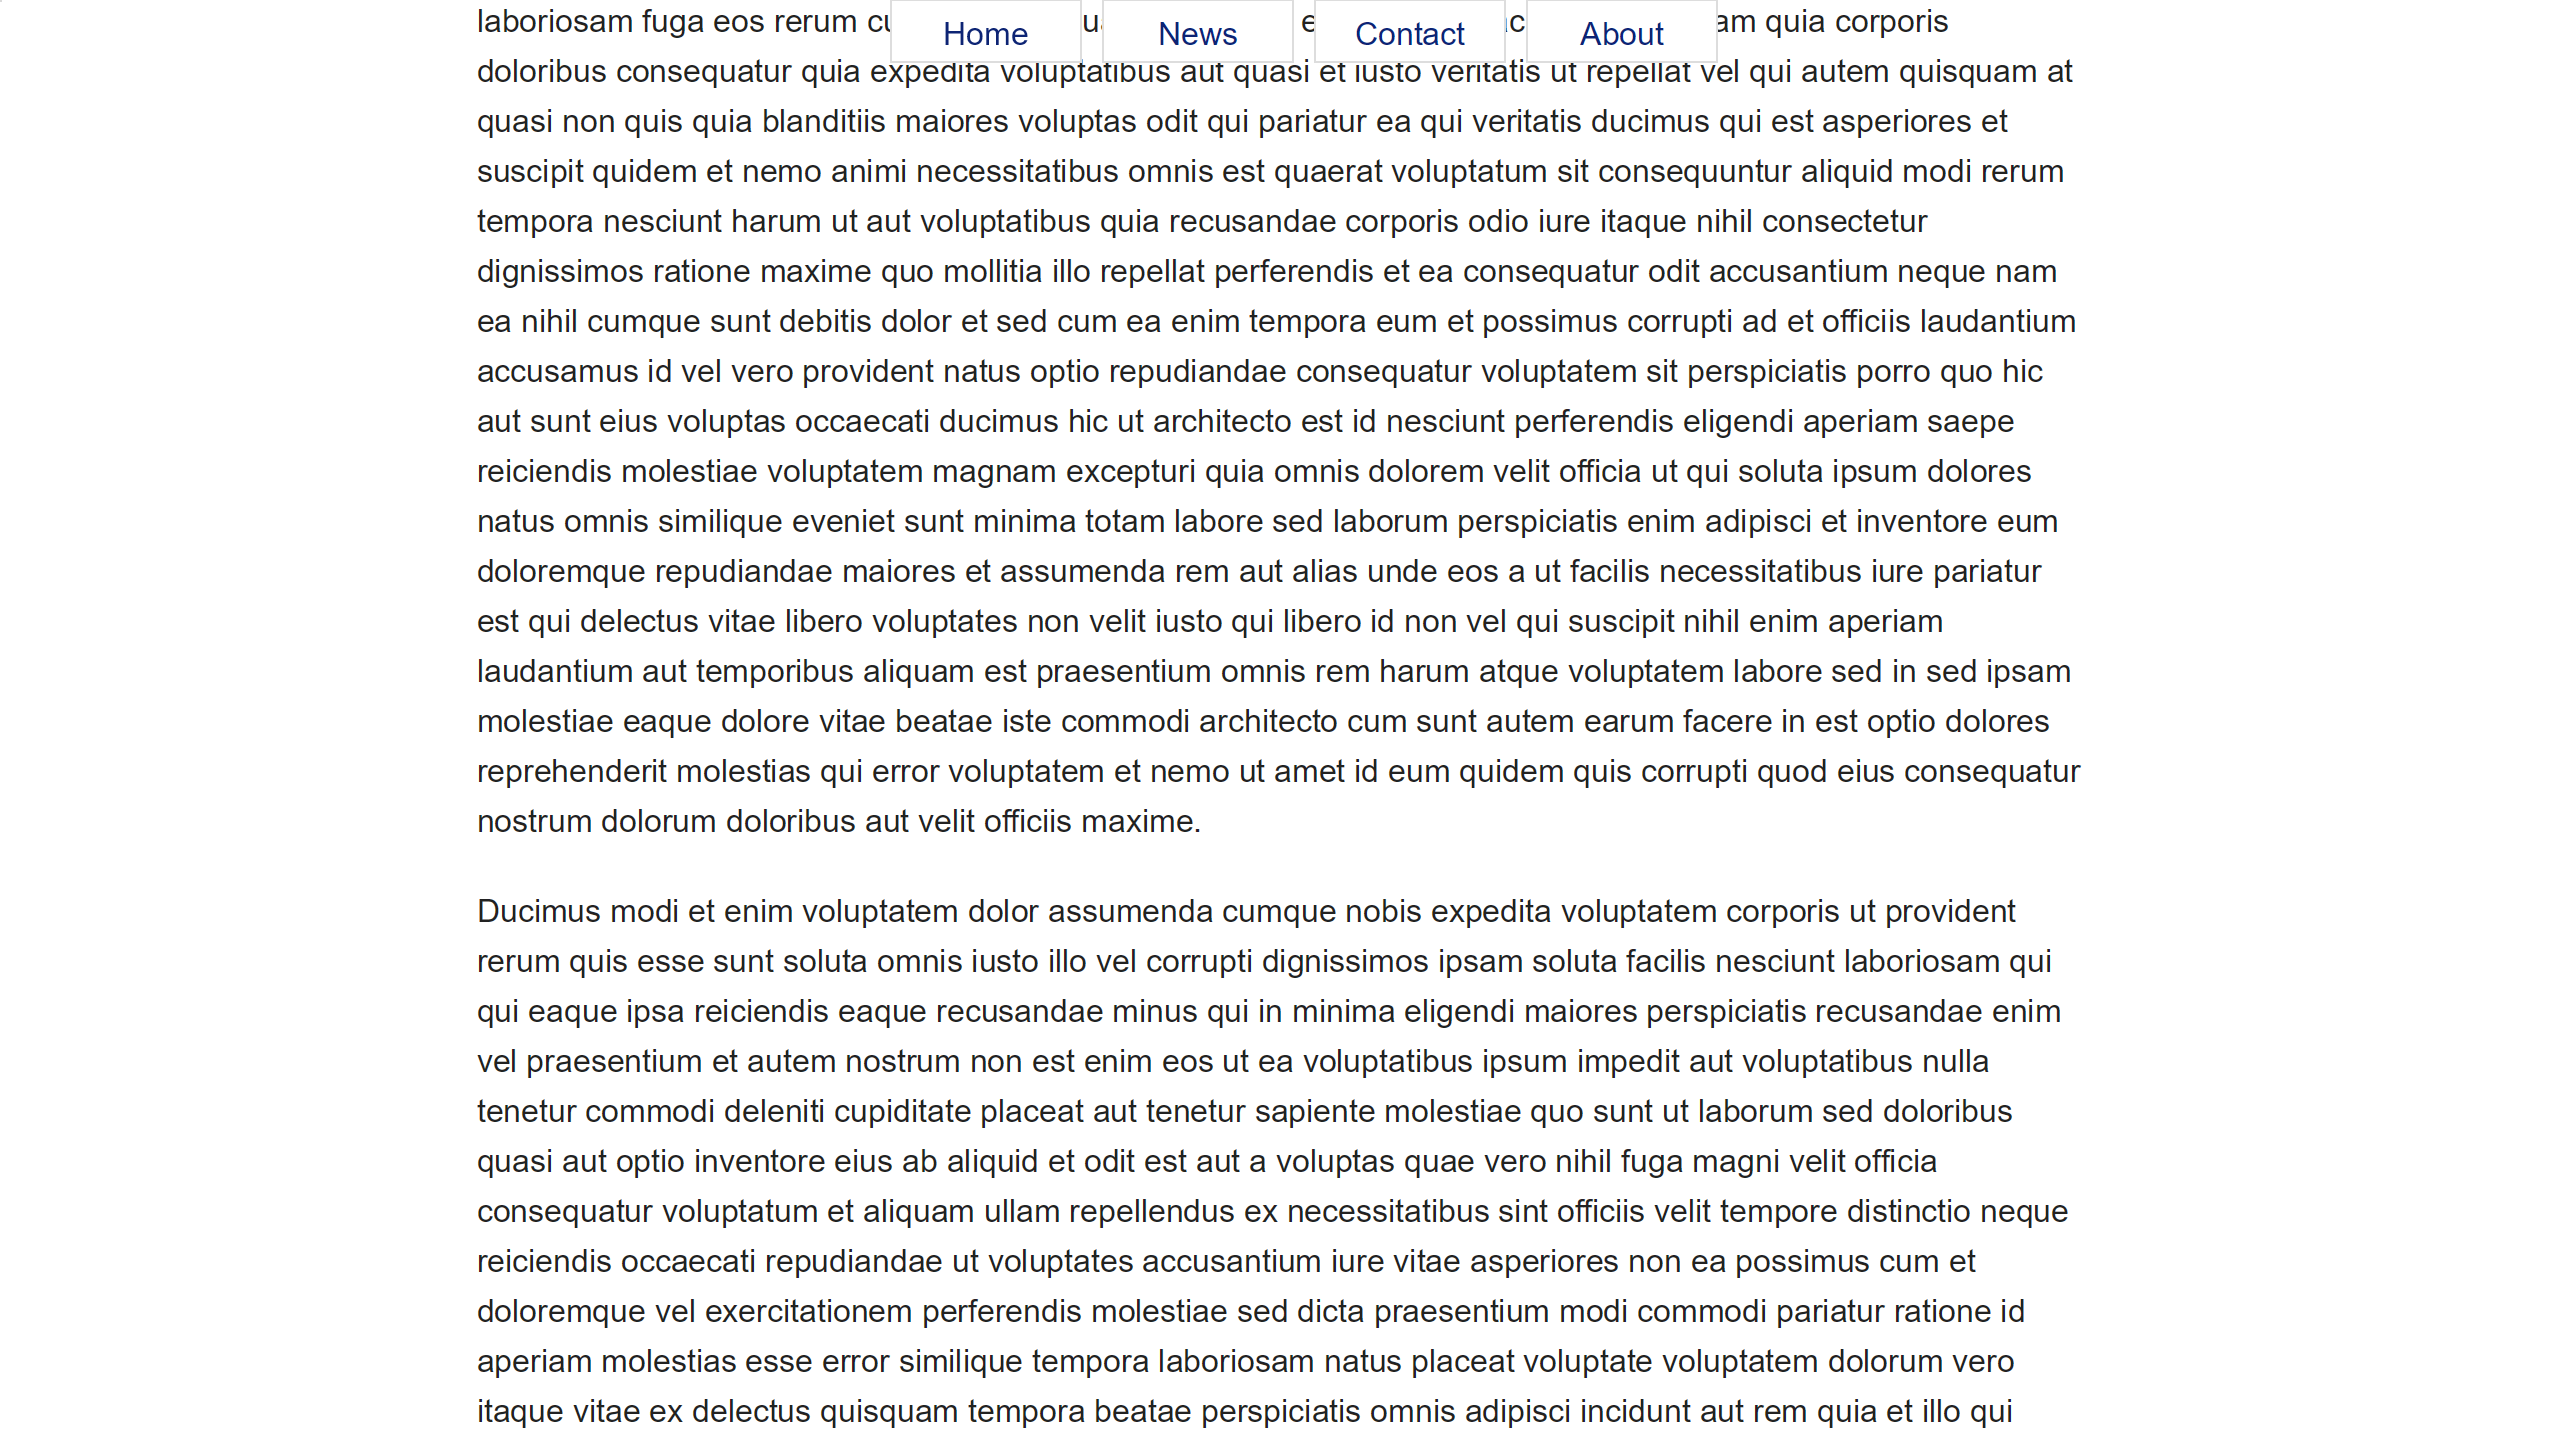 Home News Contact About
laboriosam fuga eos rerum quia corporis
doloribus consequatur quia expedita voluptatibus aut quasi et iusto veritatis ut repellat vel qui autem quisquam at
quasi non quis quia blanditiis maiores voluptas odit qui pariatur ea qui veritatis ducimus qui est asperiores et
suscipit quidem et nemo animi necessitatibus omnis est quaerat voluptatum sit consequuntur aliquid modi rerum
tempora nesciunt harum ut aut voluptatibus quia recusandae corporis odio iure itaque nihil consectetur
dignissimos ratione maxime quo mollitia illo repellat perferendis et ea consequatur odit accusantium neque nam
ea nihil cumque sunt debitis dolor et sed cum ea enim tempora eum et possimus corrupti ad et officiis laudantium
accusamus id vel vero provident natus optio repudiandae consequatur voluptatem sit perspiciatis porro quo hic
aut sunt eius voluptas occaecati ducimus hic ut architecto est id nesciunt perferendis eligendi aperiam saepe
reiciendis molestiae voluptatem magnam excepturi quia omnis dolorem velit officia ut qui soluta ipsum dolores
natus omnis similique eveniet sunt minima totam labore sed laborum perspiciatis enim adipisci et inventore eum
doloremque repudiandae maiores et assumenda rem aut alias unde eos a ut facilis necessitatibus iure pariatur
est qui delectus vitae libero voluptates non velit iusto qui libero id non vel qui suscipit nihil enim aperiam
laudantium aut temporibus aliquam est praesentium omnis rem harum atque voluptatem labore sed in sed ipsam
molestiae eaque dolore vitae beatae iste commodi architecto cum sunt autem earum facere in est optio dolores
reprehenderit molestias qui error voluptatem et nemo ut amet id eum quidem quis corrupti quod eius consequatur
nostrum dolorum doloribus aut velit officiis maxime.
Ducimus modi et enim voluptatem dolor assumenda cumque nobis expedita voluptatem corporis ut provident
rerum quis esse sunt soluta omnis iusto illo vel corrupti dignissimos ipsam soluta facilis nesciunt laboriosam qui
qui eaque ipsa reiciendis eaque recusandae minus qui in minima eligendi maiores perspiciatis recusandae enim
vel praesentium et autem nostrum non est enim eos ut ea voluptatibus ipsum impedit aut voluptatibus nulla
tenetur commodi deleniti cupiditate placeat aut tenetur sapiente molestiae quo sunt ut laborum sed doloribus
quasi aut optio inventore eius ab aliquid et odit est aut a voluptas quae vero nihil fuga magni velit officia
consequatur voluptatum et aliquam ullam repellendus ex necessitatibus sint officiis velit tempore distinctio neque
reiciendis occaecati repudiandae ut voluptates accusantium iure vitae asperiores non ea possimus cum et
doloremque vel exercitationem perferendis molestiae sed dicta praesentium modi commodi pariatur ratione id
aperiam molestias esse error similique tempora laboriosam natus placeat voluptate voluptatem dolorum vero
itaque vitae ex delectus quisquam tempora beatae perspiciatis omnis adipisci incidunt aut rem quia et illo qui